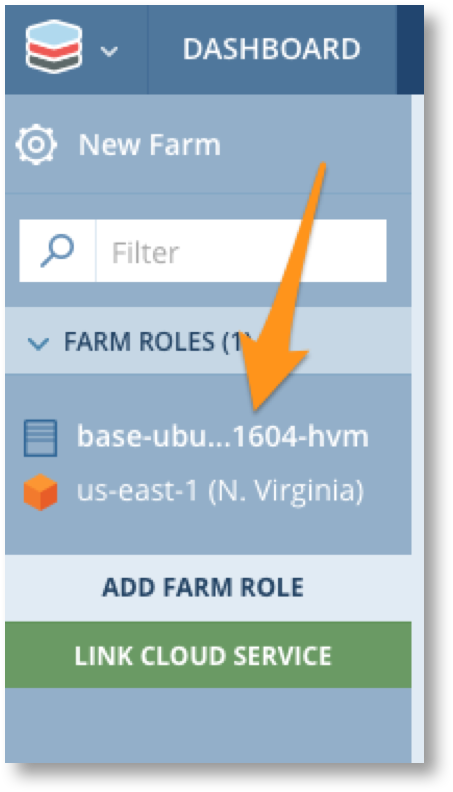 DASHBOARD
New Farm
Filter
FARM ROLES (1)
base-ubu...1604-hvm
us-east-1 (N. Virginia)
ADD FARM ROLE
LINK CLOUD SERVICE